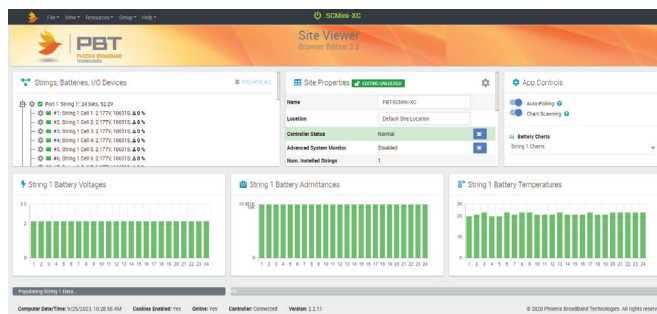 File View Resources Setup Help SCMini-XC
PBT
PHOENIX BROADBAND
TECHNOLOGIES
Site Viewer
Browser Edition 2.2
Strings, Batteries, I/O Devices COLLAPSE ALL
Port 1 'String 1': 24 bats, 52.2V
#1; String 1 Cell 1: 2.177V, 10631S, Δ 0 %
#2; String 1 Cell 2: 2.177V, 10631S, Δ 0 %
#3; String 1 Cell 3: 2.177V, 10631S, Δ 0 %
#4; String 1 Cell 4: 2.177V, 10631S, Δ 0 %
#5; String 1 Cell 5: 2.177V, 10631S, Δ 0 %
#6; String 1 Cell 6: 2.177V, 10631S, Δ 0 %
Site Properties EDITING UNLOCKED
Name PBT-SCMini-XC
Location Default Site Location
Controller Status Normal
Advanced System Monitor Disabled
Num. Installed Strings 1
App Controls
Auto-Polling
Chart Scanning
Battery Charts
String 1 Charts
String 1 Battery Voltages
2
0
1 2 3 4 5 6 7 8 9 10 11 12 13 14 15 16 17 18 19 20 21 22 23 24
String 1 Battery Admittances
0
1 2 3 4 5 6 7 8 9 10 11 12 13 14 15 16 17 18 19 20 21 22 23 24
String 1 Battery Temperatures
20
10
0
1 2 3 4 5 6 7 8 9 10 11 12 13 14 15 16 17 18 19 20 21 22 23 24
Populating String 1 Data...
Computer Date/Time: 9/25/2023, 10:28:58 AM Cookies Enabled: Yes Online: Yes Controller: Connected Version: 2.2.11 © 2020 Phoenix BroadBand Technologies. All rights reserv